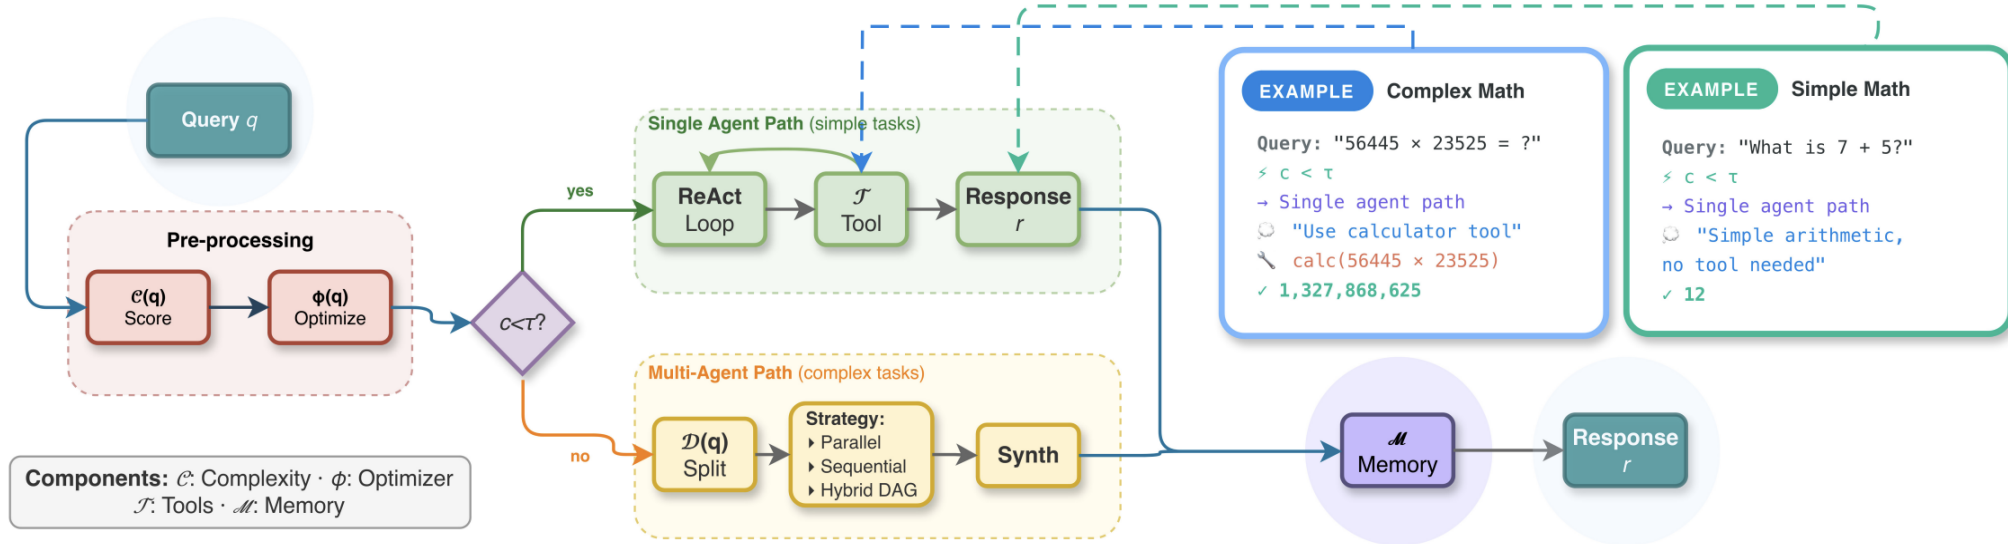 Query q
Pre-processing
𝒞(q)
Score
ϕ(q)
Optimize
c<τ?
yes
no
Single Agent Path (simple tasks)
ReAct
Loop
𝒯
Tool
Response
r
Multi-Agent Path (complex tasks)
𝒟(q)
Split
Strategy:
▸ Parallel
▸ Sequential
▸ Hybrid DAG
Synth
EXAMPLE Complex Math
Query: "56445 × 23525 = ?"
⚡ c < τ
→ Single agent path
💭 "Use calculator tool"
🔧 calc(56445 × 23525)
✓ 1,327,868,625
EXAMPLE Simple Math
Query: "What is 7 + 5?"
⚡ c < τ
→ Single agent path
💭 "Simple arithmetic,
no tool needed"
✓ 12
ℳ
Memory
Response
r
Components: 𝒞: Complexity · ϕ: Optimizer
𝒯: Tools · ℳ: Memory